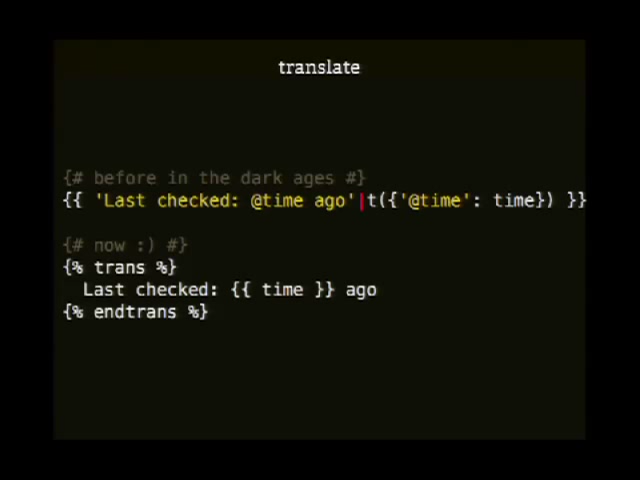 translate
{# before in the dark ages #}
{{ 'Last checked: @time ago'|t({'@time': time}) }}
{# now :) #}
{% trans %}
Last checked: {{ time }} ago
{% endtrans %}